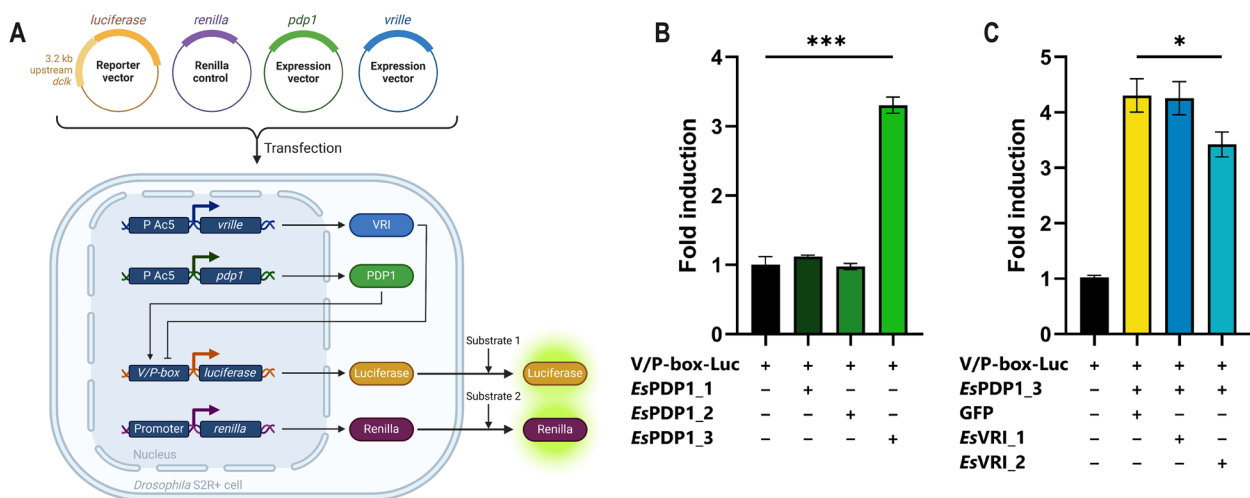 A
luciferase
renilla
pdp1
vrille
3.2 kb
upstream
dclk
Reporter
vector
Renilla
control
Expression
vector
Expression
vector
Transfection
P Ac5
vrille
VRI
P Ac5
pdp1
PDP1
V/P-box
luciferase
Luciferase
Substrate 1
Luciferase
Substrate 2
Promoter
renilla
Renilla
Renilla
Nucleus
Drosophila S2R+ cell
B
Fold induction
4
3
2
1
0
***
V/P-box-Luc + + + +
EsPDP1_1 – + – –
EsPDP1_2 – – + –
EsPDP1_3 – – – +
C
Fold induction
5
4
3
2
1
0
*
V/P-box-Luc + + + +
EsPDP1_3 – + + +
GFP – + – –
EsVRI_1 – – + –
EsVRI_2 – – – +